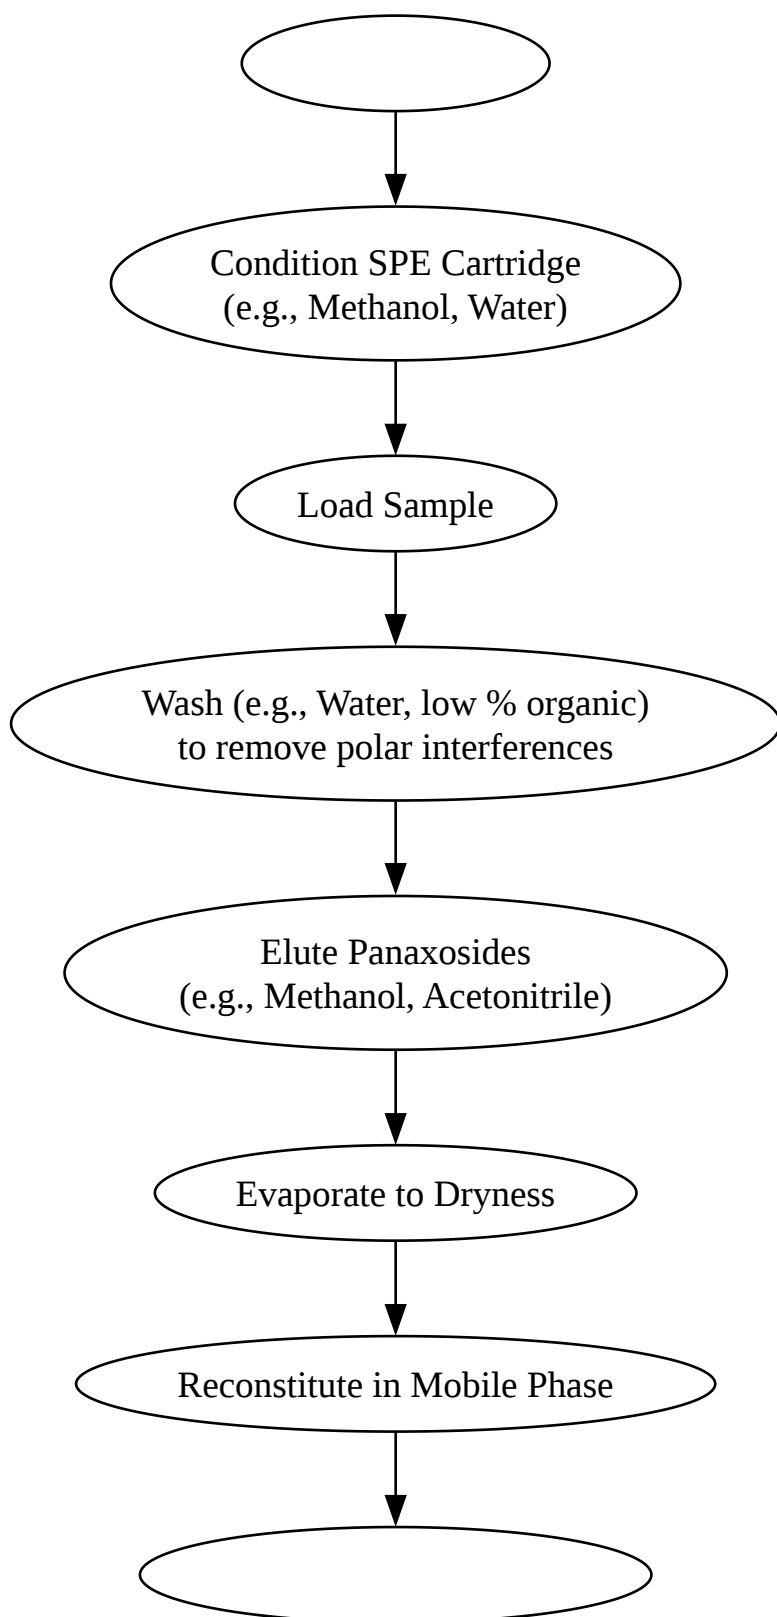 Condition SPE Cartridge
(e.g., Methanol, Water)
Load Sample
Wash (e.g., Water, low % organic)
to remove polar interferences
Elute Panaxosides
(e.g., Methanol, Acetonitrile)
Evaporate to Dryness
Reconstitute in Mobile Phase